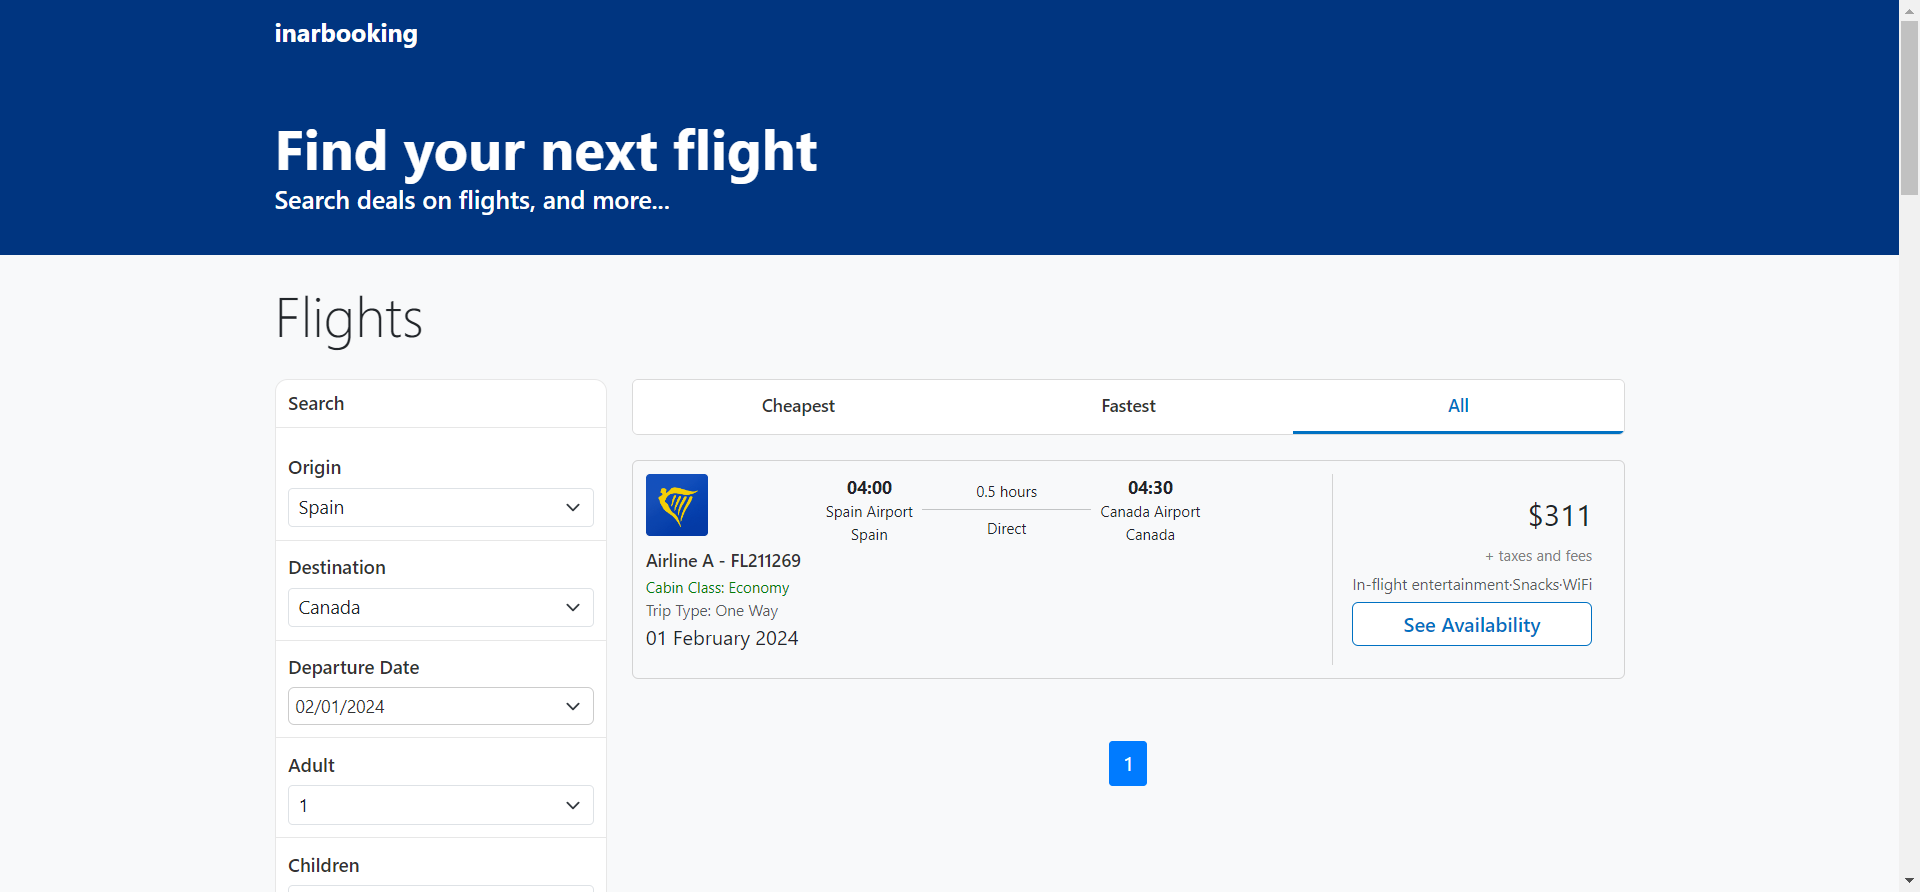 inarbooking
Find your next flight
Search deals on flights, and more...
Flights
Search
Origin
Spain
Destination
Canada
Departure Date
02/01/2024
Adult
1
Children
Cheapest
Fastest
All
04:00
Spain Airport
Spain
0.5 hours
Direct
04:30
Canada Airport
Canada
Airline A - FL211269
Cabin Class: Economy
Trip Type: One Way
01 February 2024
$311
+ taxes and fees
In-flight entertainment·Snacks·WiFi
See Availability
1